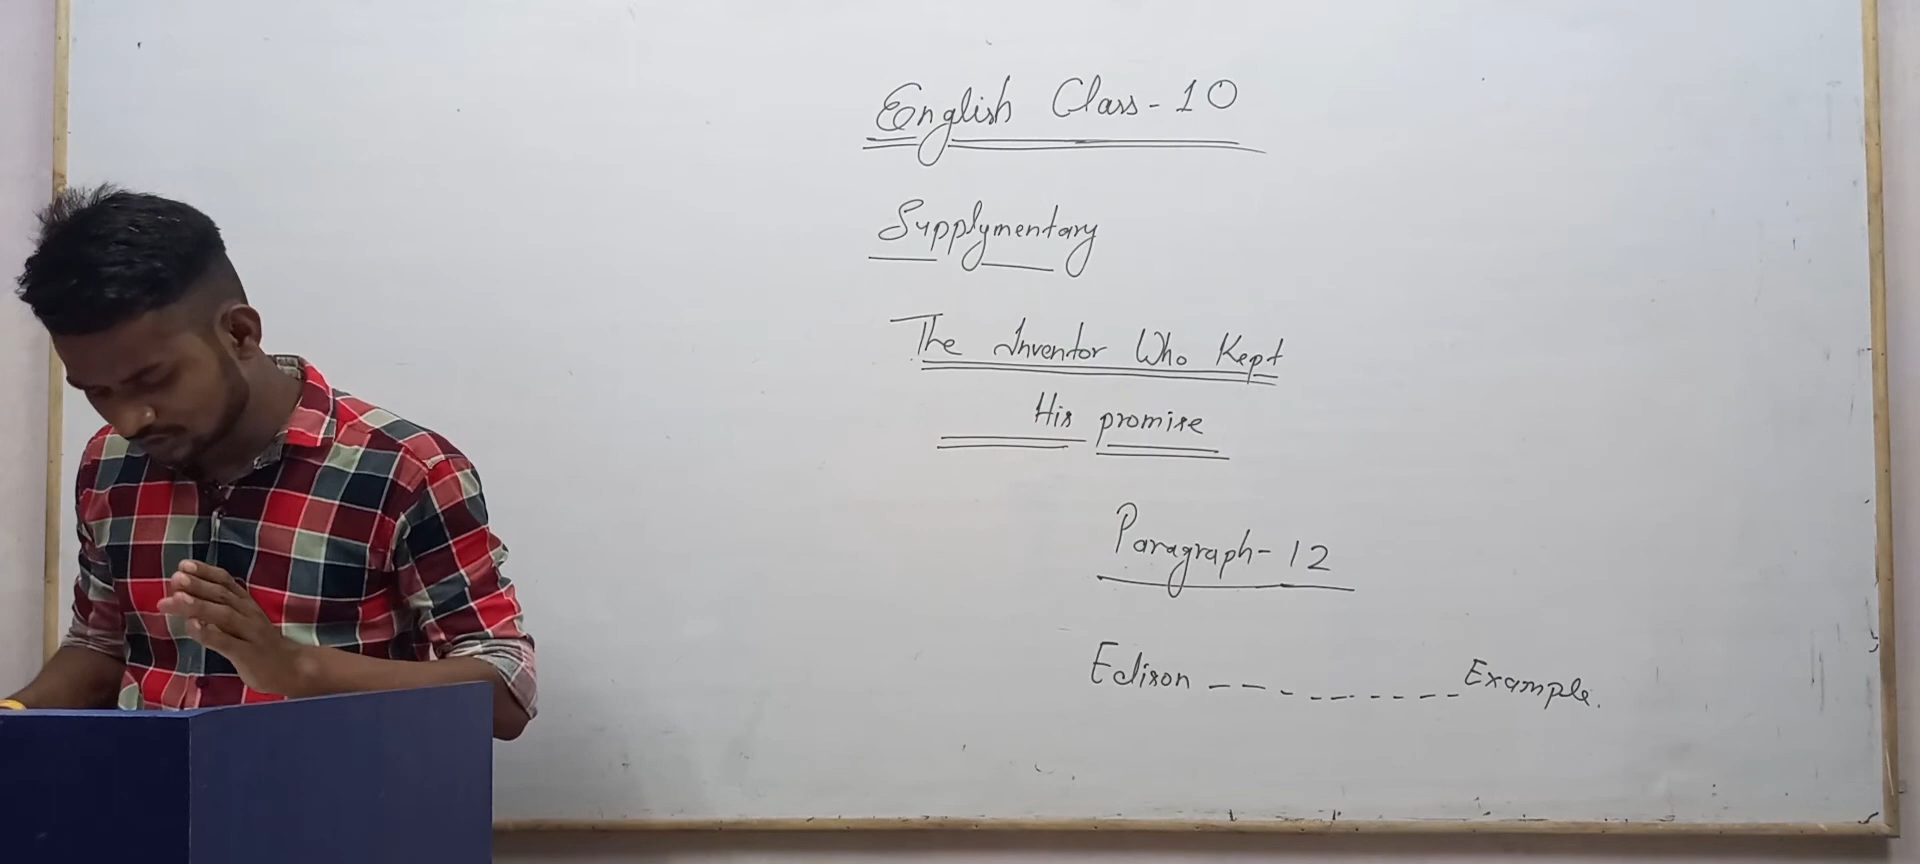 English Class-10
Supplymentary
The Inventor Who Kept
His promise
Paragraph-12
Edison ---------Example.